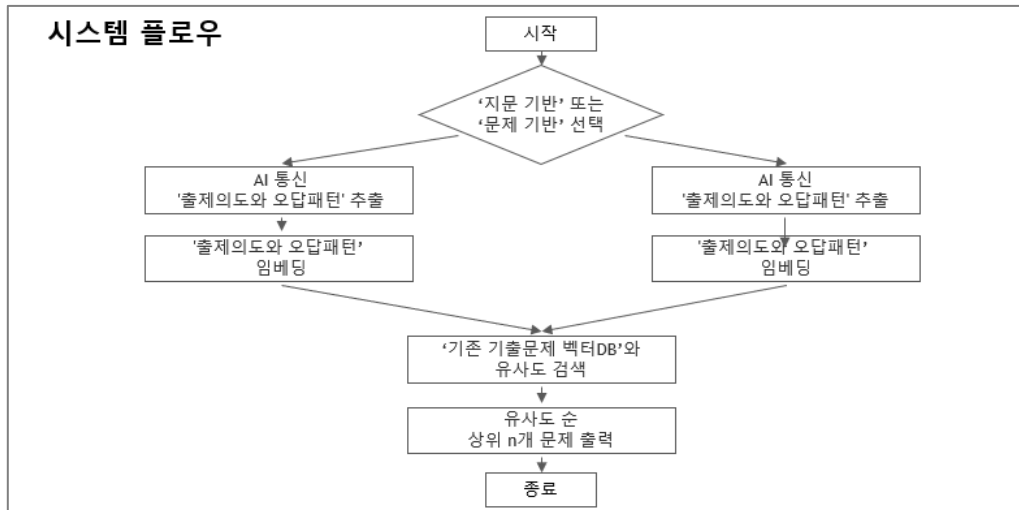 시스템 플로우
시작
‘지문 기반’ 또는
‘문제 기반’ 선택
AI 통신
'출제의도와 오답패턴' 추출
AI 통신
'출제의도와 오답패턴' 추출
'출제의도와 오답패턴’
임베딩
'출제의도와 오답패턴’
임베딩
‘기존 기출문제 벡터DB’와
유사도 검색
유사도 순
상위 n개 문제 출력
종료